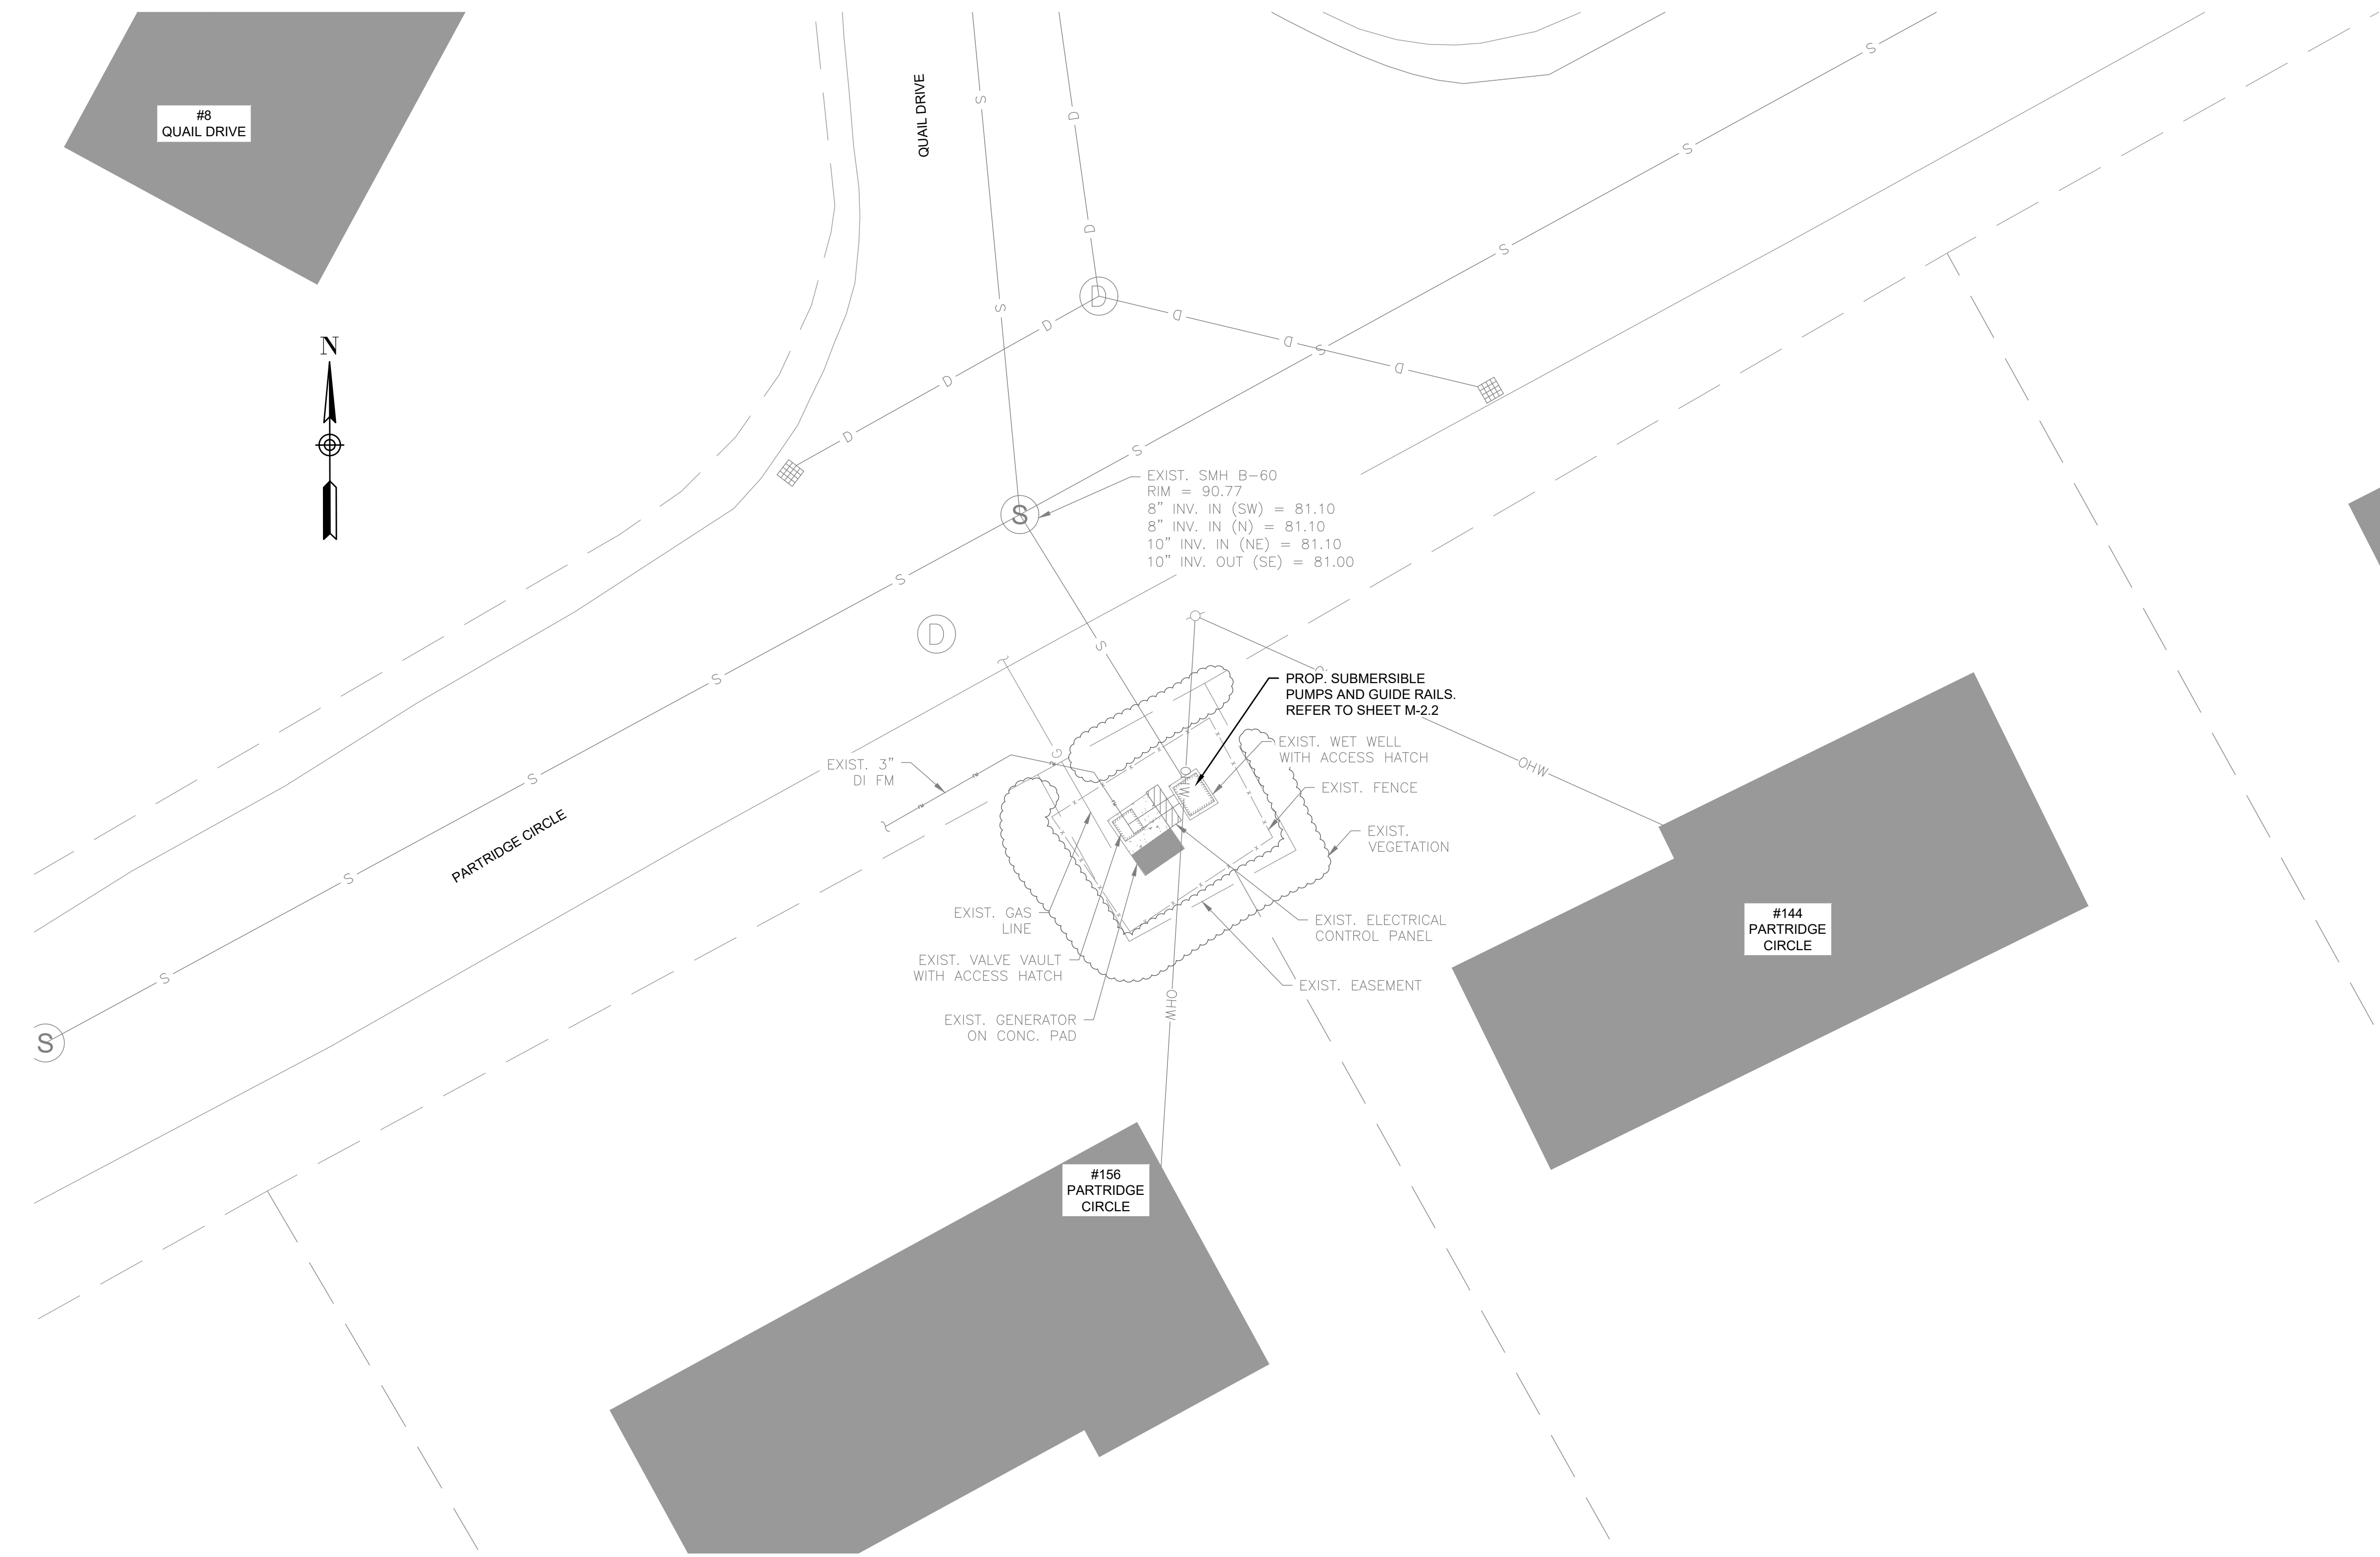 #8
QUAIL DRIVE
QUAIL DRIVE
S
D
S
S
D
S
N
S
D
D
D
D
S
D
D
D
D
S
EXIST. SMH B-60
RIM = 90.77
8" INV. IN (SW) = 81.10
8" INV. IN (N) = 81.10
10" INV. IN (NE) = 81.10
10" INV. OUT (SE) = 81.00
S
S
D
S
S
PROP. SUBMERSIBLE
PUMPS AND GUIDE RAILS.
REFER TO SHEET M-2.2
EXIST. WET WELL
WITH ACCESS HATCH
G
EXIST. 3"
DI FM
OHW
OHW
S
EXIST. FENCE
PARTRIDGE CIRCLE
EXIST.
VEGETATION
S
EXIST. GAS
LINE
EXIST. ELECTRICAL
CONTROL PANEL
#144
PARTRIDGE
CIRCLE
EXIST. VALVE VAULT
WITH ACCESS HATCH
S
EXIST. EASEMENT
OHW
EXIST. GENERATOR
ON CONC. PAD
S
#156
PARTRIDGE
CIRCLE